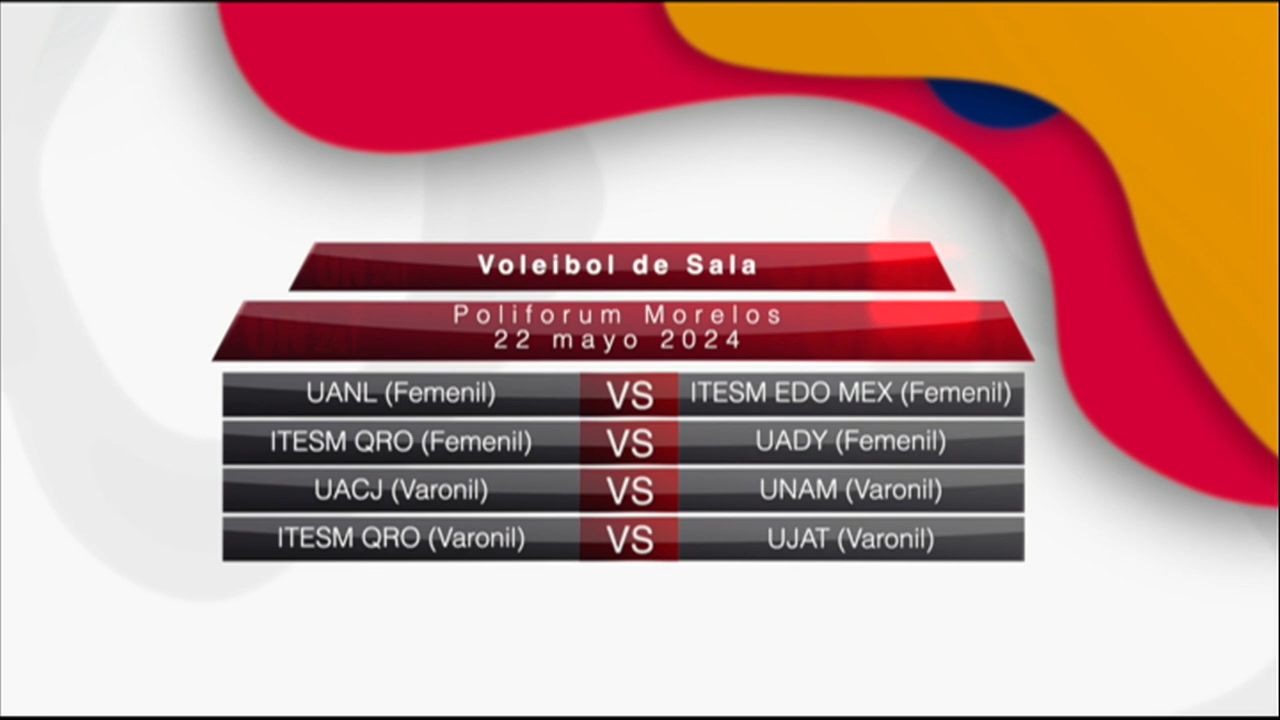 Voleibol de Sala
Poliforum Morelos
22 mayo 2024
UANL (Femenil) VS ITESM EDO MEX (Femenil)
ITESM QRO (Femenil) VS UADY (Femenil)
UACJ (Varonil) VS UNAM (Varonil)
ITESM QRO (Varonil) VS UJAT (Varonil)